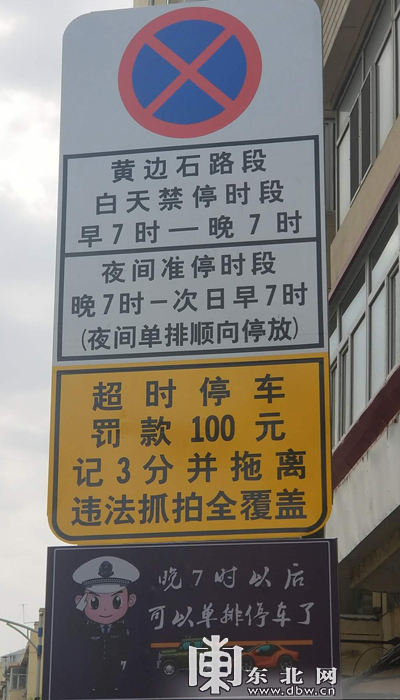 黄边石路段
白天禁停时段
早7时—晚7时
夜间准停时段
晚7时—次日早7时
(夜间单排顺向停放)
超时停车
罚款100元
记3分并拖离
违法抓拍全覆盖
晚7时以后
可以单排停车了
东北网
www.dbw.cn